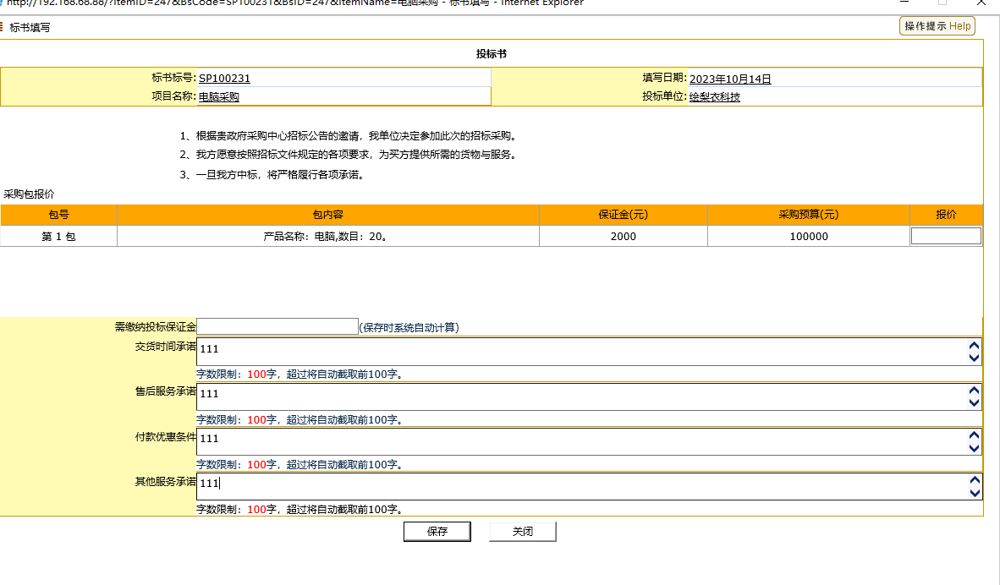 http://192.168.68.88/?ItemID=247&BsCode=SP100231&BsID=247&ItemName=电脑采购 - 标书填写 - Internet Explorer
标书填写
操作提示 Help
投标书
标书标号: SP100231 填写日期: 2023年10月14日
项目名称: 电脑采购 投标单位: 绘梨衣科技
1、根据贵政府采购中心招标公告的邀请，我单位决定参加此次的招标采购。
2、我方愿意按照招标文件规定的各项要求，为买方提供所需的货物与服务。
3、一旦我方中标，将严格履行各项承诺。
采购包报价
包号 包内容 保证金(元) 采购预算(元) 报价
第 1 包 产品名称：电脑,数目：20。 2000 100000
需缴纳投标保证金 (保存时系统自动计算)
交货时间承诺 111
字数限制：100字，超过将自动截取前100字。
售后服务承诺 111
字数限制：100字，超过将自动截取前100字。
付款优惠条件 111
字数限制：100字，超过将自动截取前100字。
其他服务承诺 111
字数限制：100字，超过将自动截取前100字。
保存 关闭